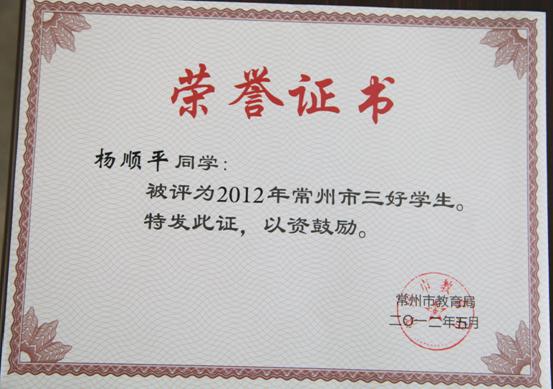 荣誉证书
杨顺平 同学：
被评为2012年常州市三好学生。
特发此证，以资鼓励。
常州市教育局
二〇一二年五月